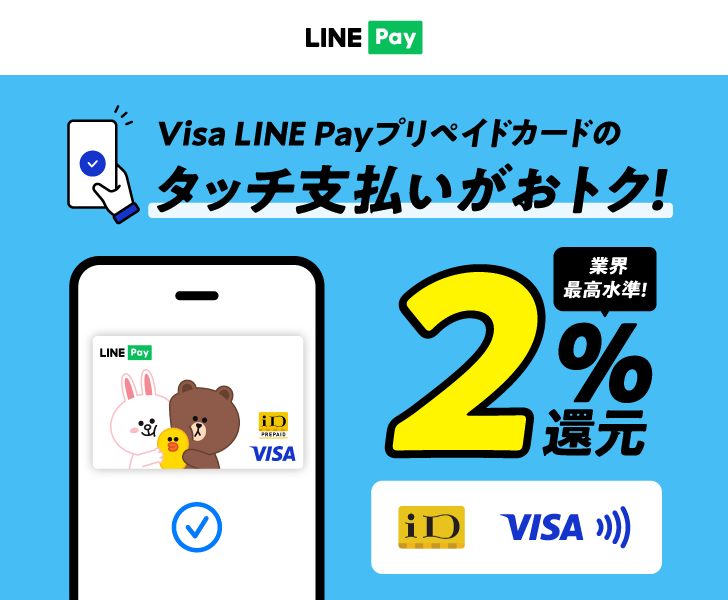 LINE Pay
Visa LINE Payプリペイドカードの
タッチ支払いがおトク!
業界
最高水準!
2%
還元
LINE Pay
iD
PREPAID
VISA
iD
VISA